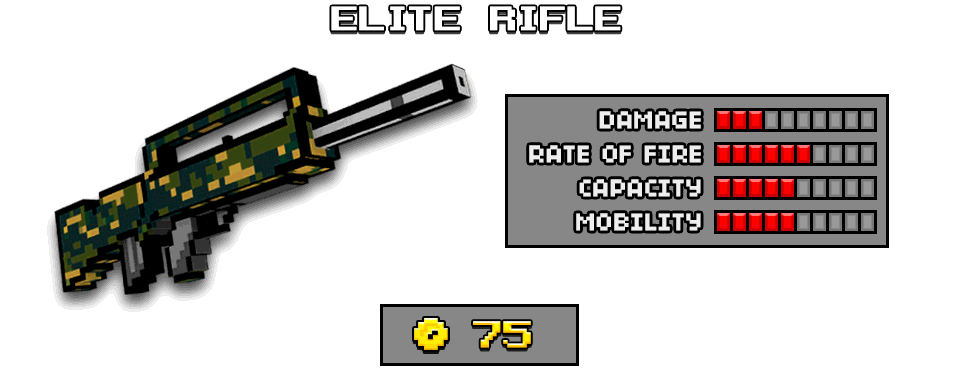 ELITE RIFLE
DAMAGE
RATE OF FIRE
CAPACITY
MOBILITY
75